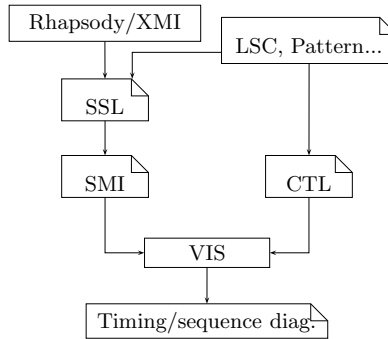 Rhapsody/XMI
LSC, Pattern...
SSL
SMI
CTL
VIS
Timing/sequence diag.